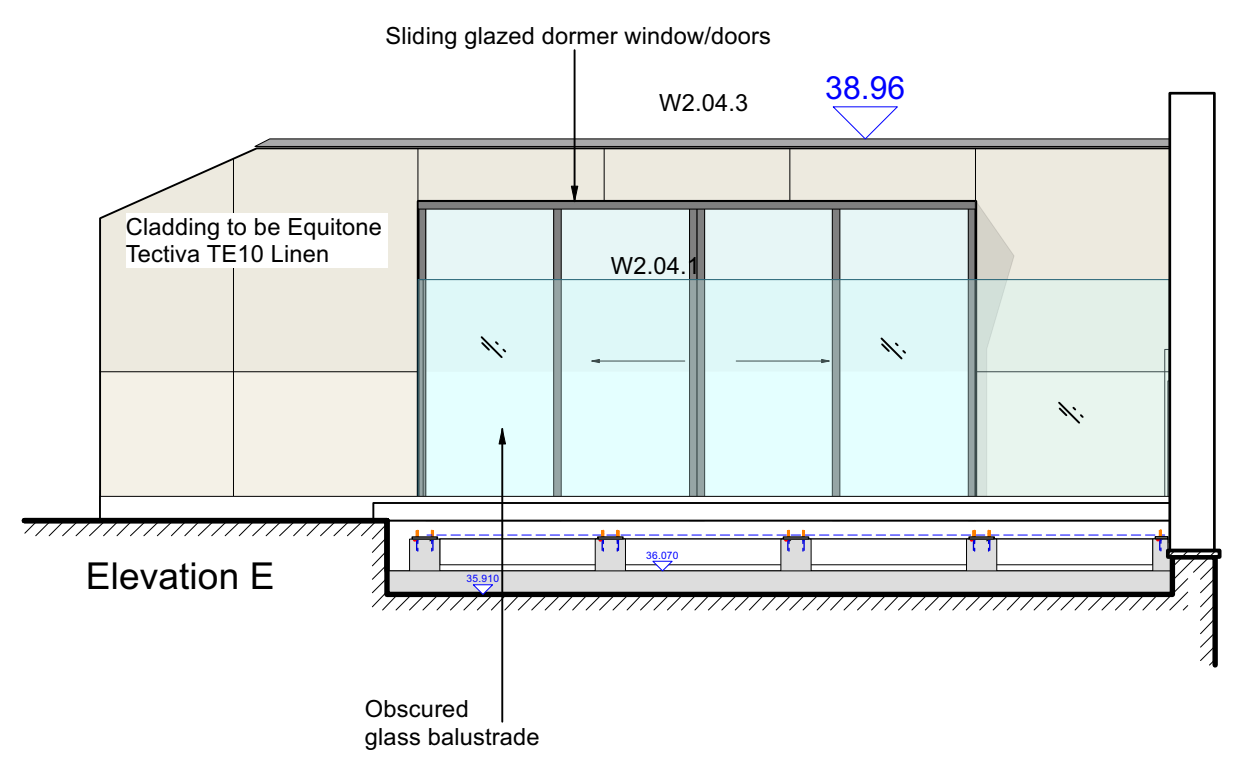 Sliding glazed dormer window/doors
W2.04.3
38.96
Cladding to be Equitone
Tectiva TE10 Linen
W2.04.1
36.070
35.910
Elevation E
Obscured
glass balustrade